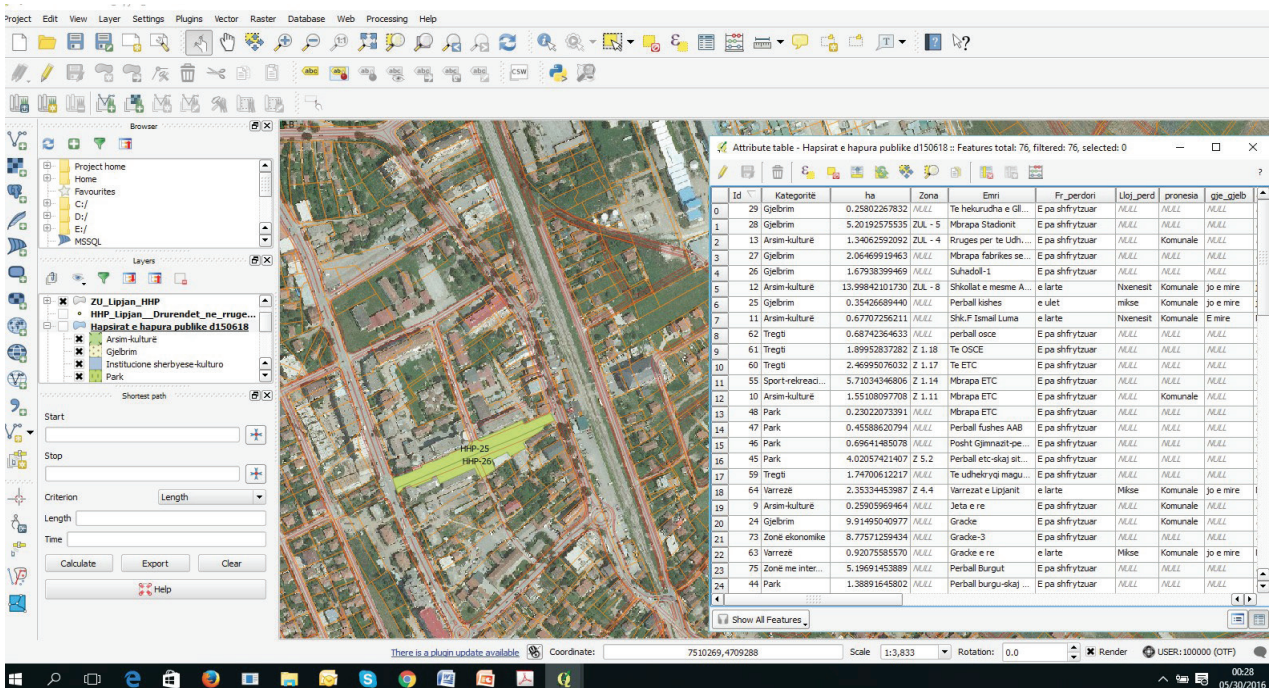 Project Edit View Layer Settings Plugins Vector Raster Database Web Processing Help
Browser
Project home
Home
Favourites
C:/
D:/
E:/
MSSQL
Layers
ZU_Lipjan_HHP
HHP_Lipjan__Drurendet_ne_rruge...
Hapsirat e hapura publike d150618
Arsim-kulturë
Gjelbrim
Institucione sherbyese-kulturo
Park
Shortest path
Start
Stop
Criterion Length
Length
Time
Calculate Export Clear
Help
HHP-25
HHP-26
Attribute table - Hapsirat e hapura publike d150618 :: Features total: 76, filtered: 76, selected: 0
Id Kategoritë ha Zona Emri Fr_perdori Lloj_perd pronesia gje_gjelb
0 29 Gjelbrim 0.25802267832 NULL Te hekurudha e Gll... E pa shfrytzuar NULL NULL NULL
1 28 Gjelbrim 5.20192575535 ZUL - 5 Mbrapa Stadionit E pa shfrytzuar NULL NULL NULL
2 13 Arsim-kulturë 1.34062592092 ZUL - 4 Rruges per te Udh.... E pa shfrytzuar NULL Komunale NULL
3 27 Gjelbrim 2.06469919463 NULL Mbrapa fabrikes se... E pa shfrytzuar NULL NULL NULL
4 26 Gjelbrim 1.67938399469 NULL Suhadoll-1 E pa shfrytzuar NULL NULL NULL
5 12 Arsim-kulturë 13.99842101730 ZUL - 8 Shkollat e mesme A... e larte Nxenesit Komunale jo e mire
6 25 Gjelbrim 0.35426689440 NULL Perball kishes e ulet mikse Komunale jo e mire
7 11 Arsim-kulturë 0.67707256211 NULL Shk.F Ismail Luma e larte Nxenesit Komunale E mire
8 62 Tregti 0.68742364633 NULL perball osce E pa shfrytzuar NULL NULL NULL
9 61 Tregti 1.89952837282 Z 1.18 Te OSCE E pa shfrytzuar NULL NULL NULL
10 60 Tregti 2.46995076032 Z 1.17 Te ETC E pa shfrytzuar NULL NULL NULL
11 55 Sport-rekreaci... 5.71034346806 Z 1.14 Mbrapa ETC E pa shfrytzuar NULL NULL NULL
12 10 Arsim-kulturë 1.55108097708 Z 1.11 Mbrapa ETC E pa shfrytzuar NULL Komunale NULL
13 48 Park 0.23022073391 NULL Mbrapa ETC E pa shfrytzuar NULL NULL NULL
14 47 Park 0.45588620794 NULL Perball fushes AAB E pa shfrytzuar NULL NULL NULL
15 46 Park 0.69641485078 NULL Posht Gjimnazit-pe... E pa shfrytzuar NULL NULL NULL
16 45 Park 4.02057421407 Z 5.2 Perball etc-skaj sit... E pa shfrytzuar NULL NULL NULL
17 59 Tregti 1.74700612217 NULL Te udhekryqi magu... E pa shfrytzuar NULL NULL NULL
18 64 Varrezë 2.35334453987 Z 4.4 Varrezat e Lipjanit e larte Mikse Komunale jo e mire
19 9 Arsim-kulturë 0.25905969464 NULL Jeta e re E pa shfrytzuar NULL Komunale NULL
20 24 Gjelbrim 9.91495040977 NULL Gracke E pa shfrytzuar NULL Komunale NULL
21 73 Zonë ekonomike 8.77571259434 NULL Gracke-3 E pa shfrytzuar NULL NULL NULL
22 63 Varrezë 0.92075585570 NULL Gracke e re e larte Mikse Komunale jo e mire
23 75 Zonë me inter... 5.19691453889 NULL Perball Burgut E pa shfrytzuar NULL NULL NULL
24 44 Park 1.38891645802 NULL Perball burgu-skaj ... E pa shfrytzuar NULL NULL NULL
Show All Features
There is a plugin update available Coordinate: 7510269,4709288 Scale 1:3,833 Rotation: 0.0 Render USER:100000 (OTF)
00:28
05/30/2016